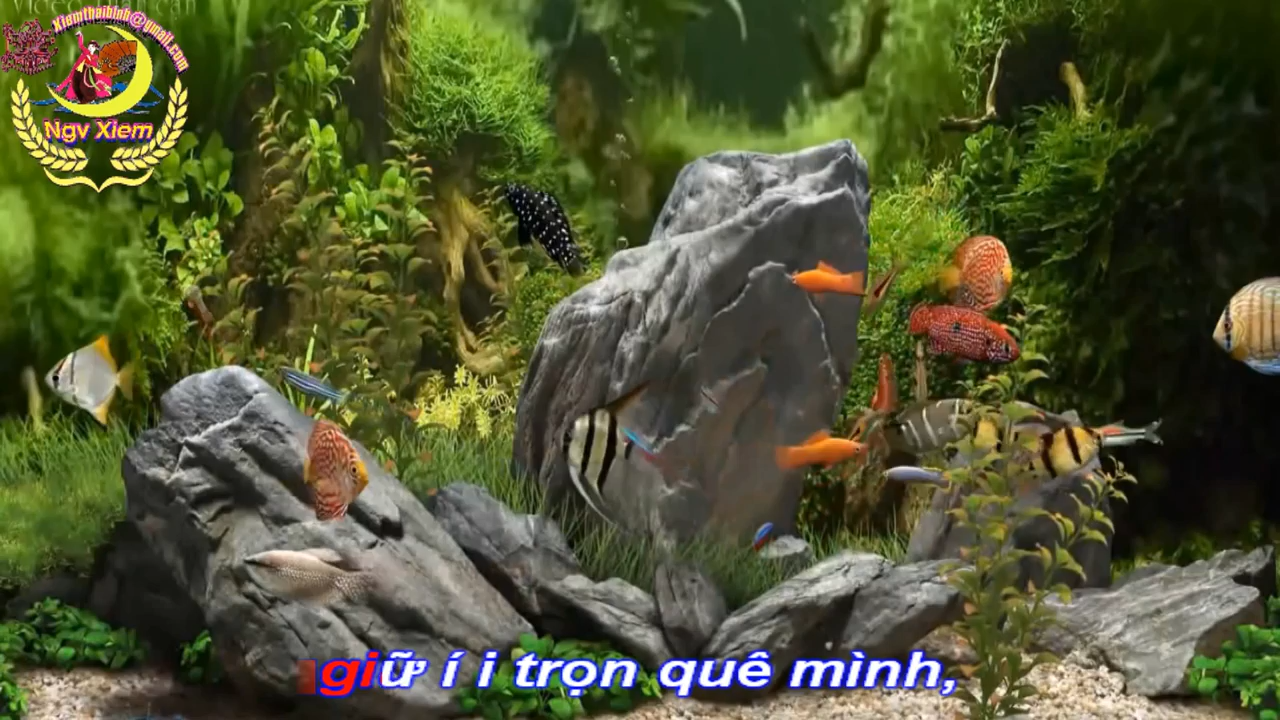 Xiemthaibinh@gmail.com
Ngv Xiem
giữ í i trọn quê mình,